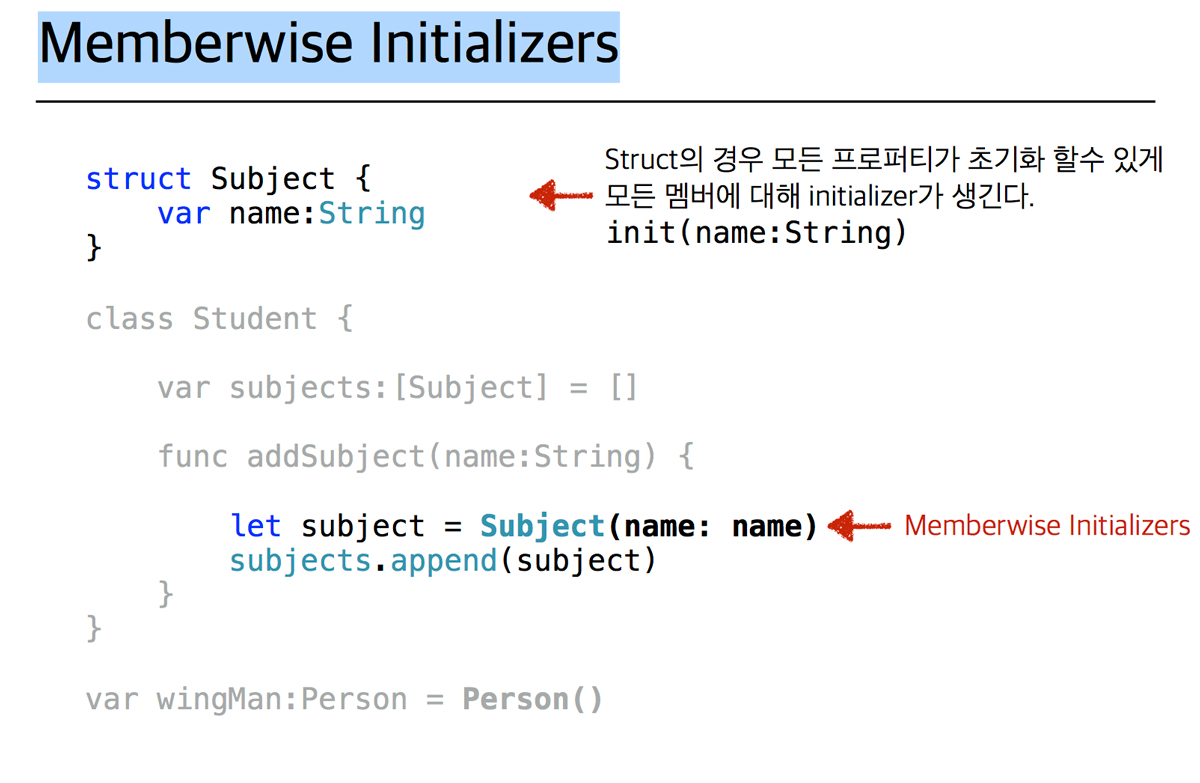 Memberwise Initializers
struct Subject {
Struct의 경우 모든 프로퍼티가 초기화 할수 있게
모든 멤버에 대해 initializer가 생긴다.
init(name:String)
var name:String
}
class Student {
var subjects:[Subject] = []
func addSubject(name:String) {
let subject = Subject(name: name)
Memberwise Initializers
subjects.append(subject)
}
}
var wingMan:Person = Person()